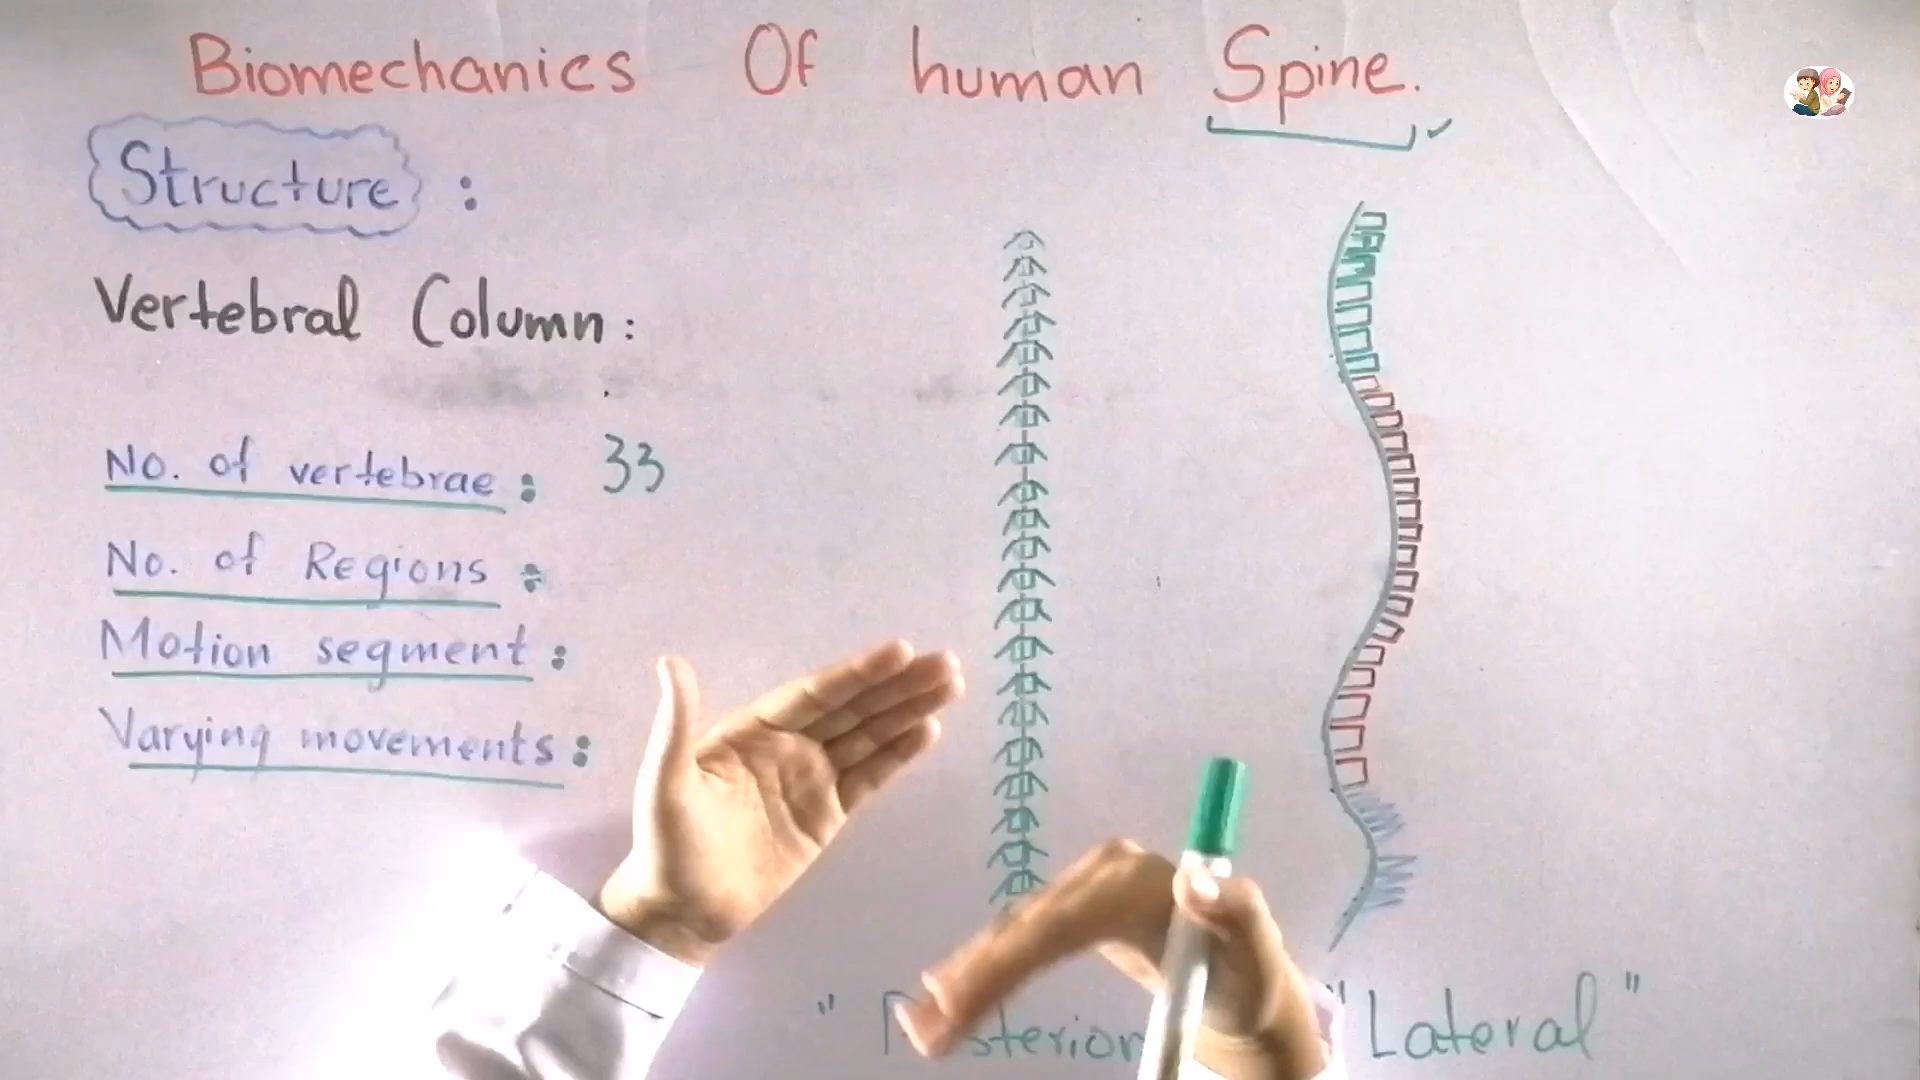 Biomechanics Of human Spine.
Structure :
Vertebral Column :
No. of vertebrae : 33
No. of Regions :
Motion segment :
Varying movements :
" "Lateral"